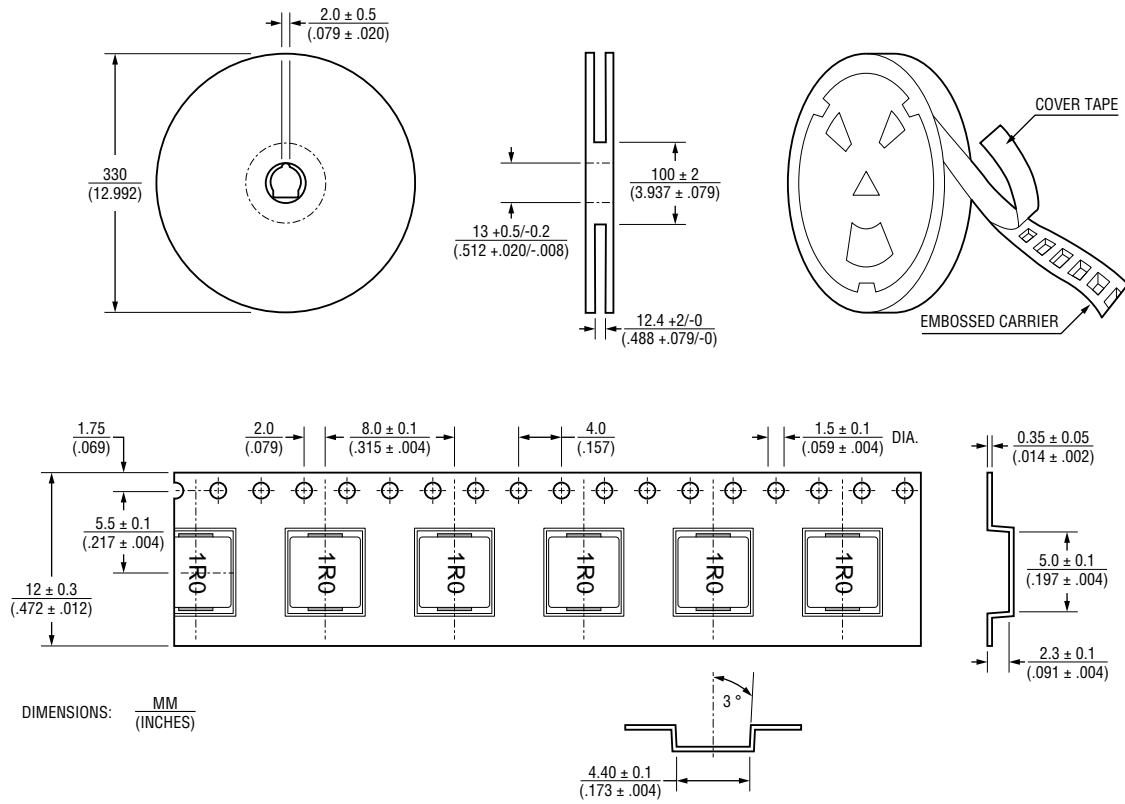 2.0 ± 0.5
(.079 ± .020)
330
(12.992)
13 +0.5/-0.2
(.512 +.020/-.008)
100 ± 2
(3.937 ± .079)
12.4 +2/-0
(.488 +.079/-0)
COVER TAPE
EMBOSSED CARRIER
1.75
(.069)
2.0
(.079)
8.0 ± 0.1
(.315 ± .004)
4.0
(.157)
1.5 ± 0.1
(.059 ± .004)
DIA.
0.35 ± 0.05
(.014 ± .002)
5.5 ± 0.1
(.217 ± .004)
12 ± 0.3
(.472 ± .012)
1R0
1R0
1R0
1R0
1R0
1R0
5.0 ± 0.1
(.197 ± .004)
2.3 ± 0.1
(.091 ± .004)
DIMENSIONS:
MM
(INCHES)
3 °
4.40 ± 0.1
(.173 ± .004)